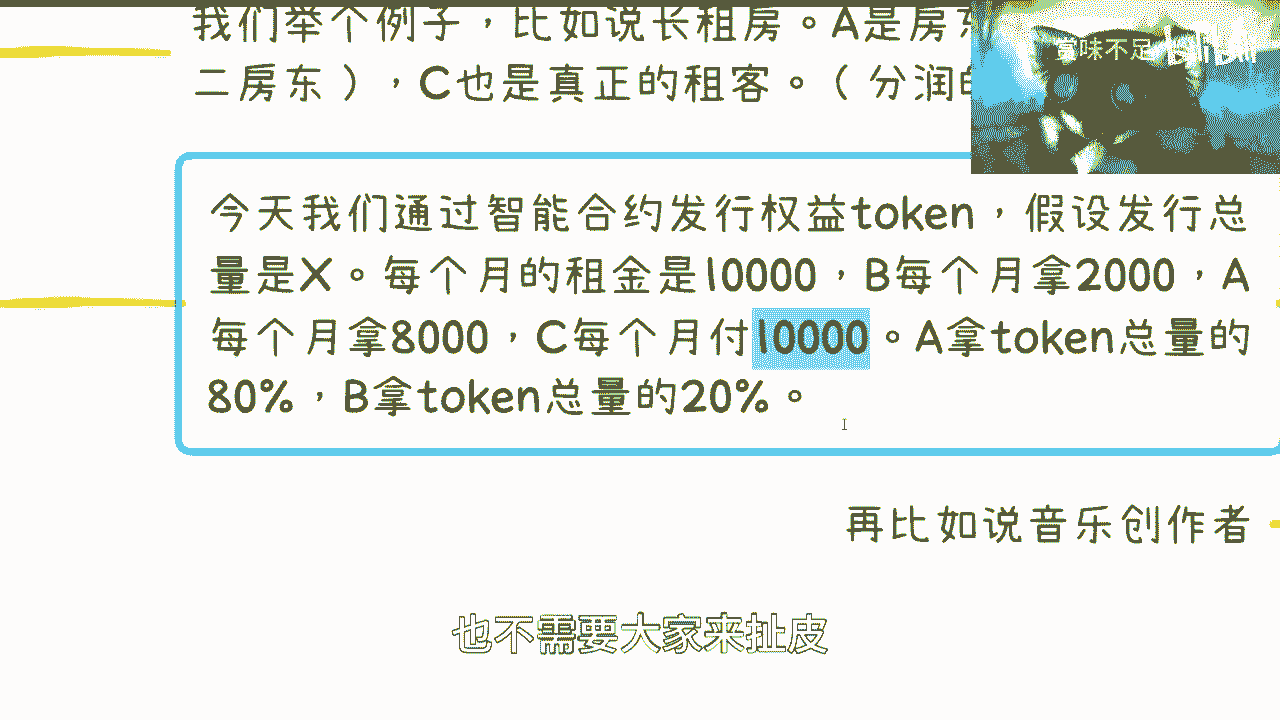 我们举个例子，比如说长租房。A是房东
赏味不足 bilibili
二房东），C也是真正的租客。（分润的
今天我们通过智能合约发行权益token，假设发行总
量是X。每个月的租金是10000，B每个月拿2000，A
每个月拿8000，C每个月付10000。A拿token总量的
80%，B拿token总量的20%。
再比如说音乐创作者
也不需要大家来扯皮